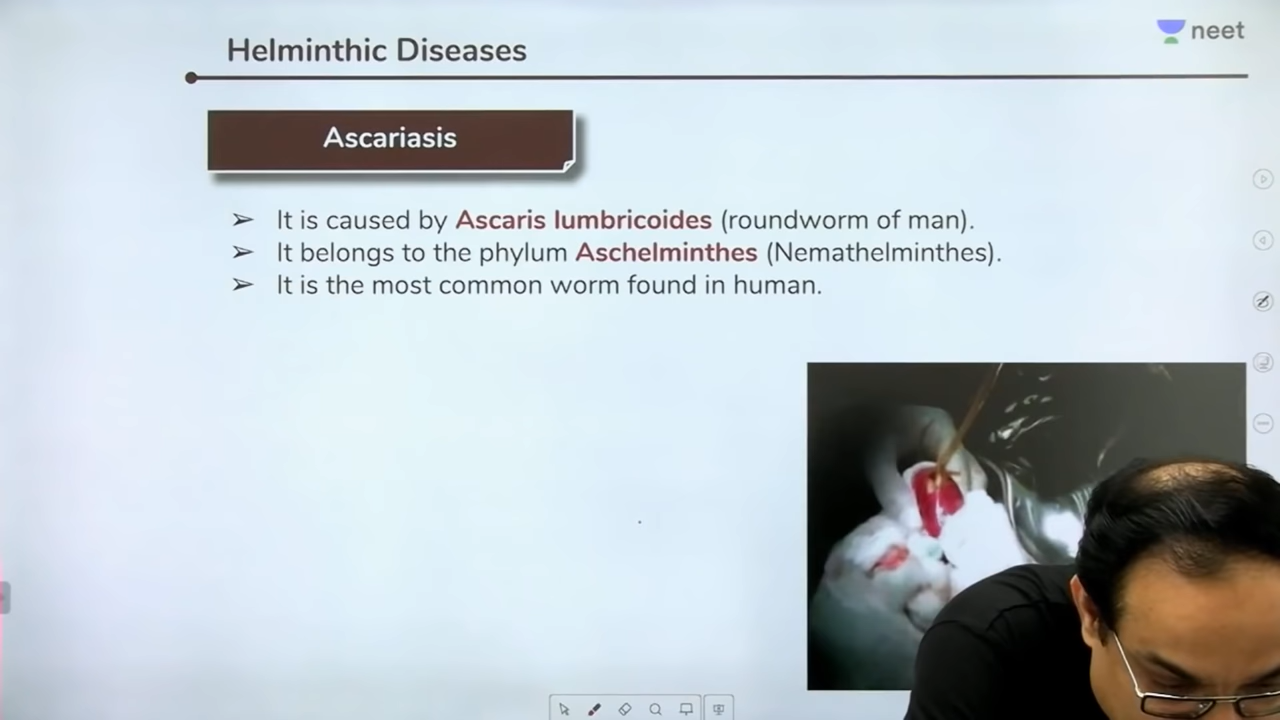 Helminthic Diseases
neet
Ascariasis
➢ It is caused by Ascaris lumbricoides (roundworm of man).
➢ It belongs to the phylum Aschelminthes (Nemathelminthes).
➢ It is the most common worm found in human.